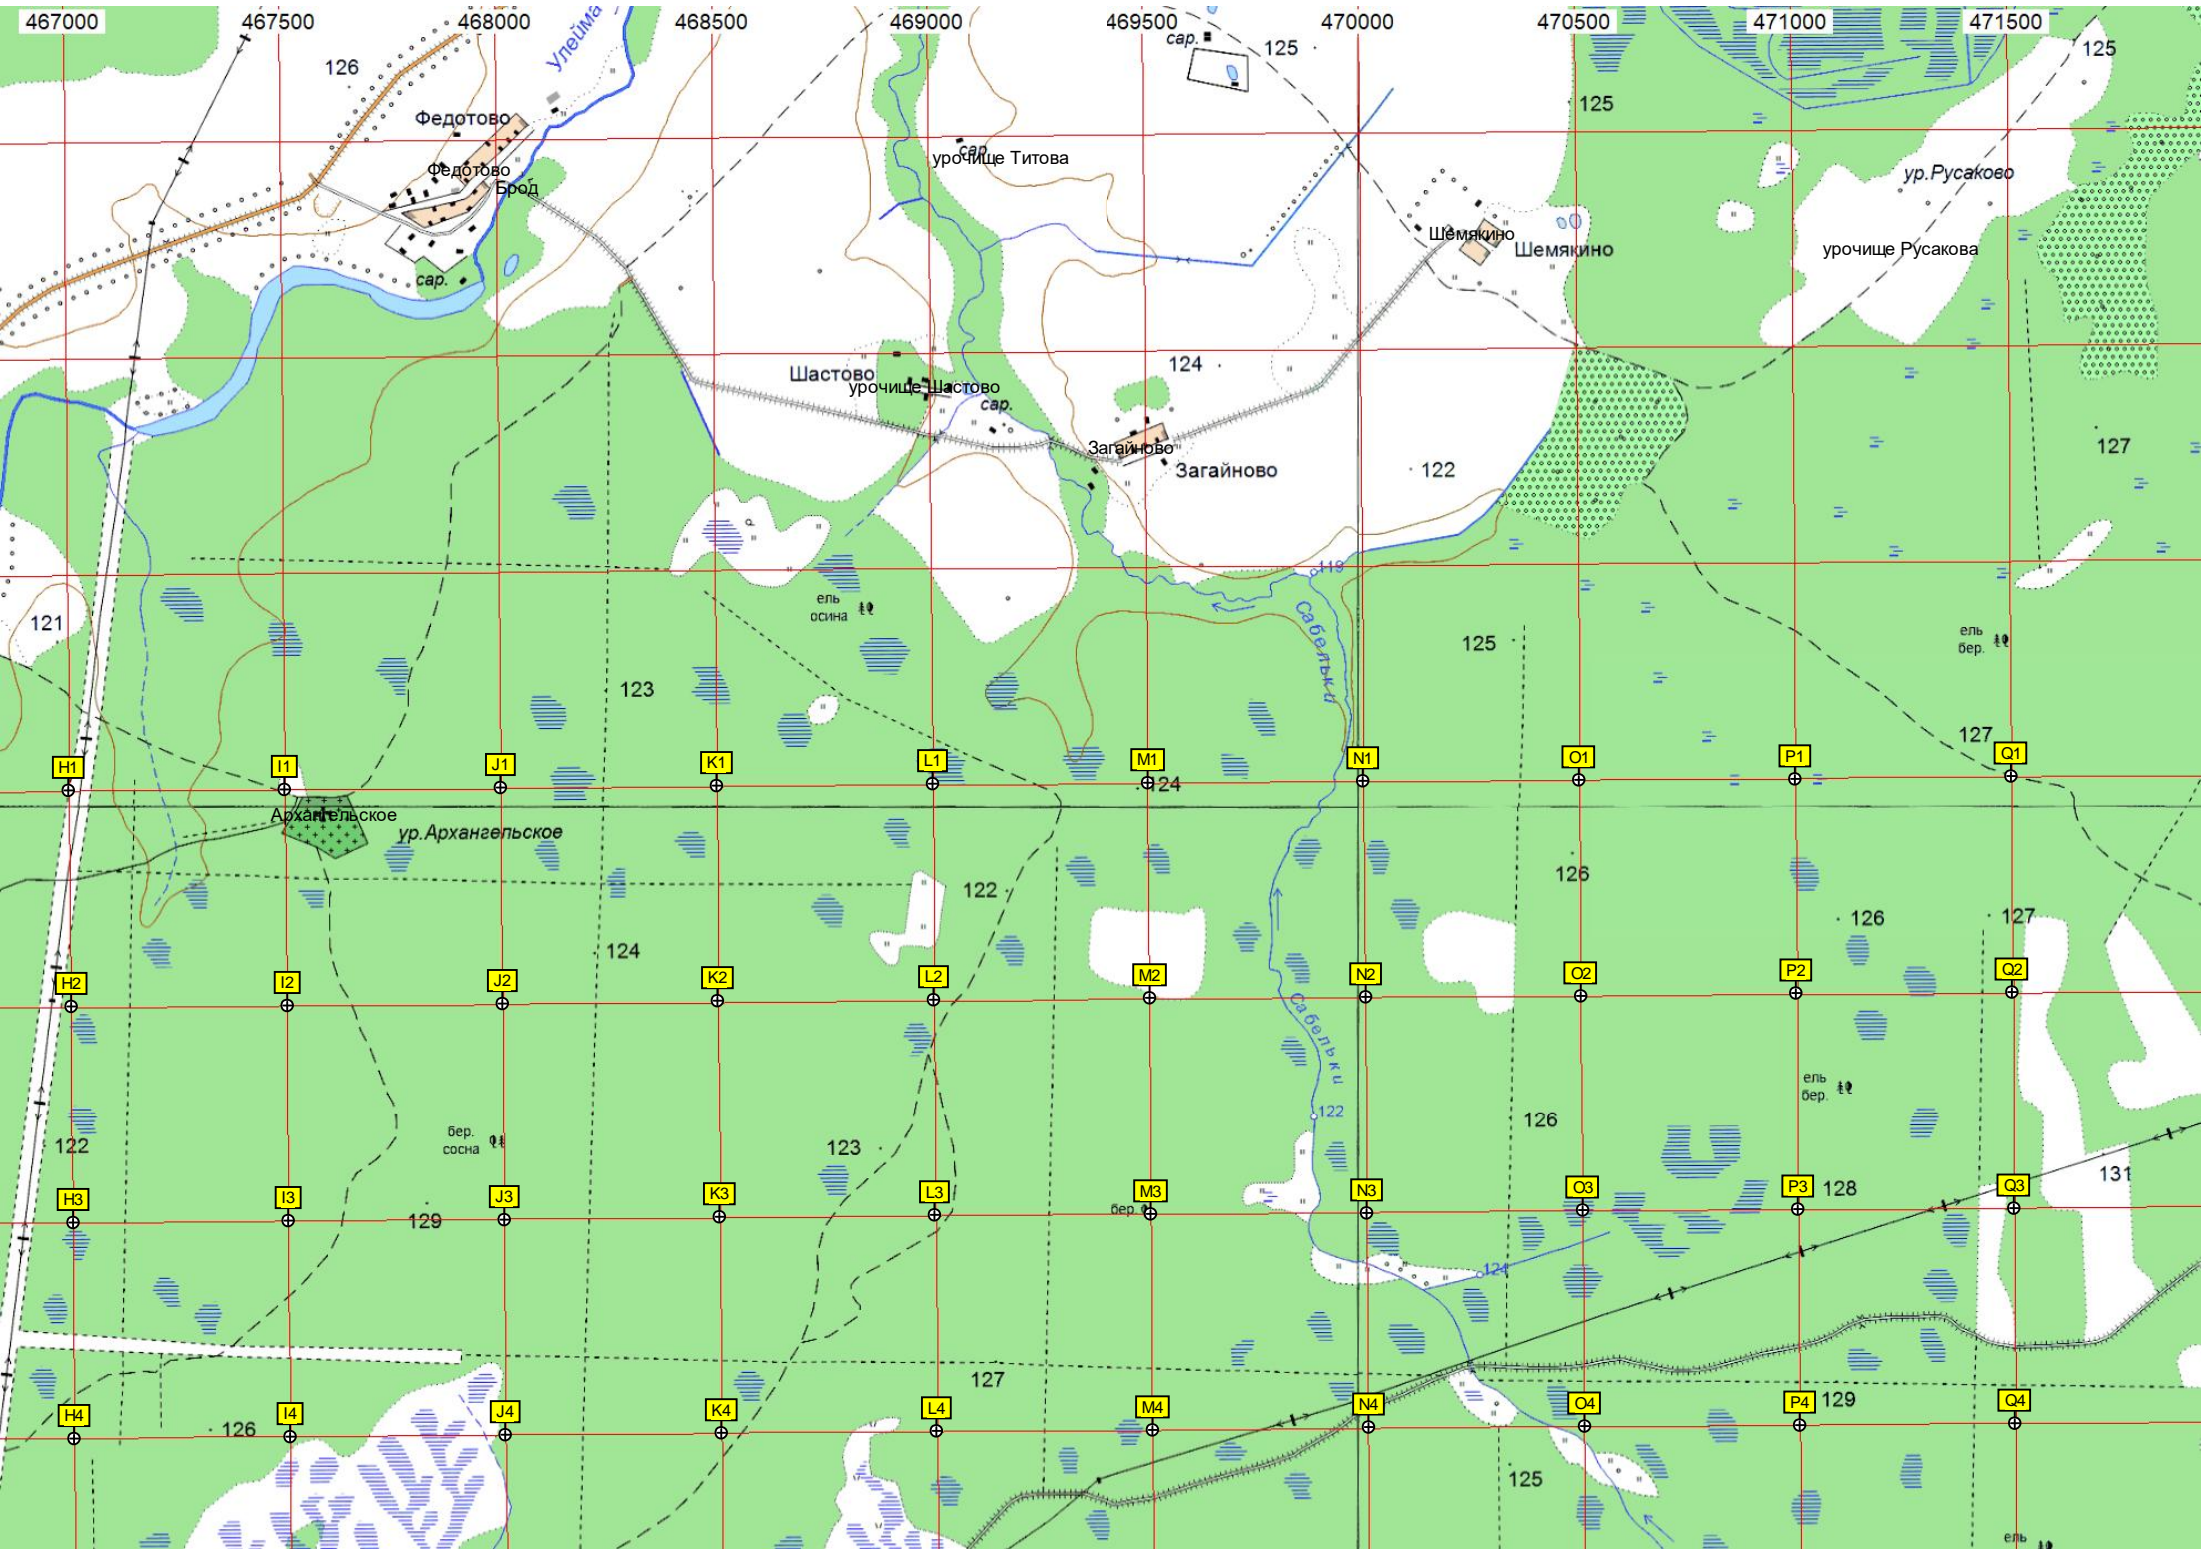 467000 467500 468000 468500 469000 469500 470000 470500 471000 471500
Улейма
сар.
125
125
126
125
Федотово
сар.
урочище Титова
Федотово
ур.Русаково
Брод
Шемякино
Шемякино
урочище Русакова
сар.
124
Шастово
урочище Шастово
сар.
Загайново
127
Загайново
122
119
ель
осина
Сабельки
121
125
ель
бер.
123
127
H1 I1 J1 K1 L1 M1 N1 O1 P1 Q1
124
Архангельское
ур.Архангельское
126
122
126
127
124
H2 I2 J2 K2 L2 M2 N2 O2 P2 Q2
Сабельки
ель
бер.
122
126
бер.
сосна
122
123
131
H3 I3 J3 K3 L3 M3 N3 O3 P3 Q3
128
бер.
129
124
127
129
H4 I4 J4 K4 L4 M4 N4 O4 P4 Q4
126
125
ель